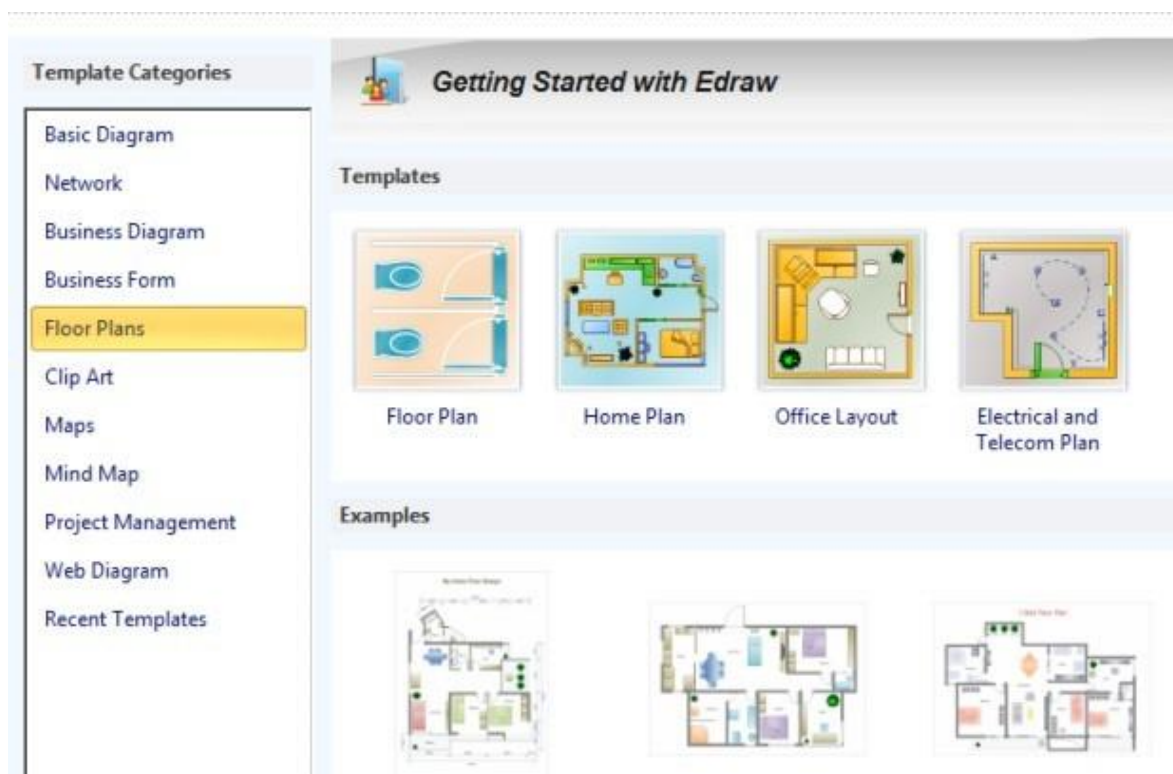 Template Categories
Basic Diagram
Network
Business Diagram
Business Form
Floor Plans
Clip Art
Maps
Mind Map
Project Management
Web Diagram
Recent Templates
Getting Started with Edraw
Templates
Floor Plan
Home Plan
Office Layout
Electrical and
Telecom Plan
Examples